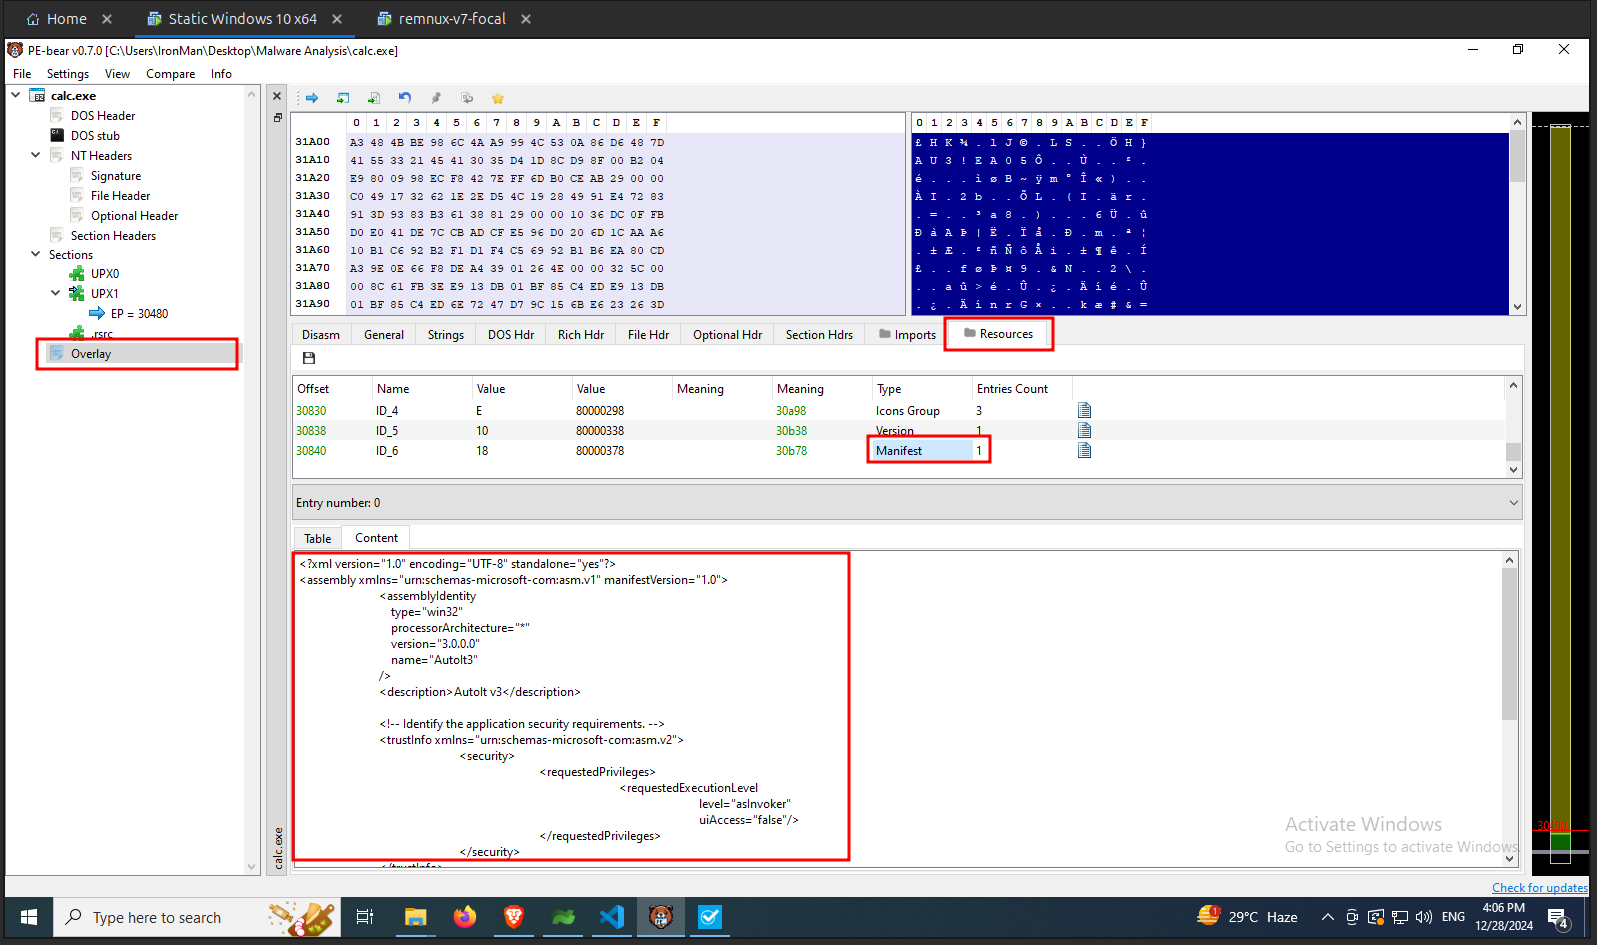 Home
Static Windows 10 x64
remnux-v7-focal
PE-bear v0.7.0 [C:\Users\IronMan\Desktop\Malware Analysis\calc.exe]
File Settings View Compare Info
calc.exe
DOS Header
DOS stub
NT Headers
Signature
File Header
Optional Header
Section Headers
Sections
UPX0
UPX1
EP = 30480
.rsrc
Overlay
calc.exe
0 1 2 3 4 5 6 7 8 9 A B C D E F
31A00 A3 48 4B BE 98 6C 4A A9 99 4C 53 0A 86 D6 48 7D
31A10 41 55 33 21 45 41 30 35 D4 1D 8C D9 8F 00 B2 04
31A20 E9 80 09 98 EC F8 42 7E FF 6D B0 CE AB 29 00 00
31A30 C0 49 17 32 62 1E 2E D5 4C 19 28 49 91 E4 72 83
31A40 91 3D 93 83 B3 61 38 81 29 00 00 10 36 DC 0F FB
31A50 D0 E0 41 DE 7C CB AD CF E5 96 D0 20 6D 1C AA A6
31A60 10 B1 C6 92 B2 F1 D1 F4 C5 69 92 B1 B6 EA 80 CD
31A70 A3 9E 0E 66 F8 DE A4 39 01 26 4E 00 00 32 5C 00
31A80 00 8C 61 FB 3E E9 13 DB 01 BF 85 C4 ED E9 13 DB
31A90 01 BF 85 C4 ED 6E 72 47 D7 9C 15 6B E6 23 26 3D
0 1 2 3 4 5 6 7 8 9 A B C D E F
£ H K ¾ . l J © . L S . . Ö H }
A U 3 ! E A 0 5 Ô . . Ù . . ² .
é . . . ì ø B ~ ÿ m ° Î « ) . .
À I . 2 b . . Õ L . ( I . ä r .
. = . . ³ a 8 . ) . . . 6 Ü . û
Ð à A Þ | Ë . Ï å . Ð . m . ª ¦
. ± Æ . ² ñ Ñ ô Å i . ± ¶ ê . Í
£ . . f ø Þ ¤ 9 . & N . . 2 \ .
. . a û > é . Û . ¿ . Ä í é . Û
. ¿ . Ä í n r G × . . k æ # & =
Disasm General Strings DOS Hdr Rich Hdr File Hdr Optional Hdr Section Hdrs Imports Resources
Offset Name Value Value Meaning Meaning Type Entries Count
30830 ID_4 E 80000298 30a98 Icons Group 3
30838 ID_5 10 80000338 30b38 Version 1
30840 ID_6 18 80000378 30b78 Manifest 1
Entry number: 0
Table Content
<?xml version="1.0" encoding="UTF-8" standalone="yes"?>
<assembly xmlns="urn:schemas-microsoft-com:asm.v1" manifestVersion="1.0">
<assemblyIdentity
type="win32"
processorArchitecture="*"
version="3.0.0.0"
name="AutoIt3"
/>
<description>AutoIt v3</description>
<!-- Identify the application security requirements. -->
<trustInfo xmlns="urn:schemas-microsoft-com:asm.v2">
<security>
<requestedPrivileges>
<requestedExecutionLevel
level="asInvoker"
uiAccess="false"/>
</requestedPrivileges>
</security>
</trustInfo>
Activate Windows
Go to Settings to activate Windows.
Check for updates
Type here to search
29°C Haze
ENG
4:06 PM
12/28/2024
4